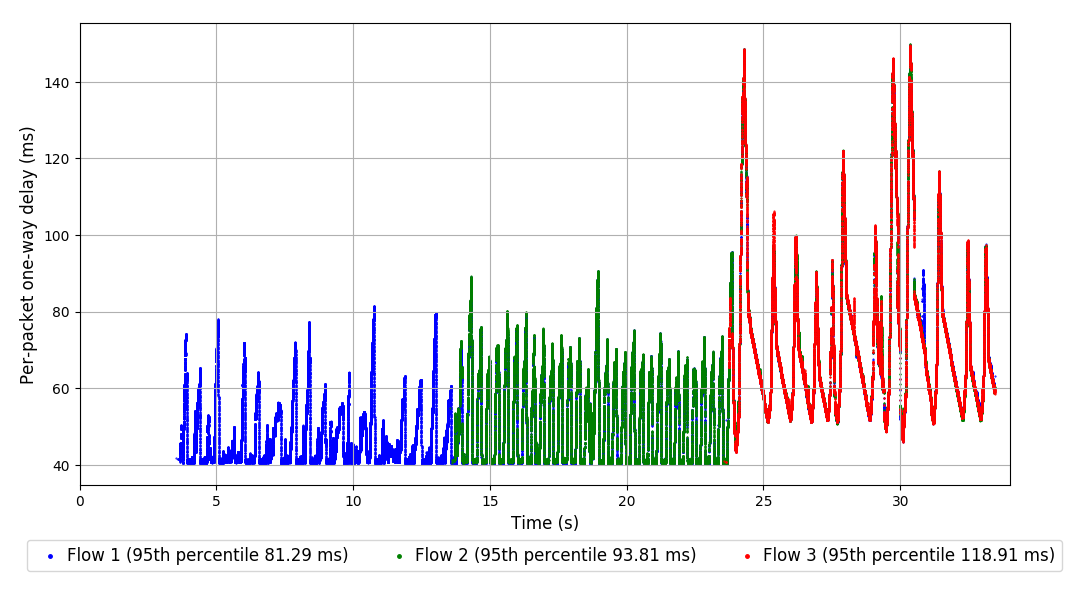 Per-packet one-way delay (ms)
140
120
100
80
60
40
0 5 10 15 20 25 30
Time (s)
Flow 1 (95th percentile 81.29 ms) Flow 2 (95th percentile 93.81 ms) Flow 3 (95th percentile 118.91 ms)